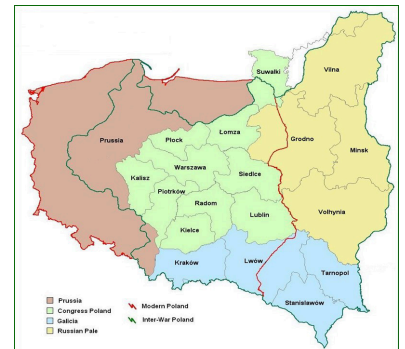 Suwalki
Vilna
Lomza
Plock
Grodno
Prussia
Minsk
Warszawa
Kalisz
Siedlce
Piotrków
Radom
Lublin
Volhynia
Kielce
Kraków
Lwów
Tarnopol
Stanislawów
Prussia
Congress Poland
Galicia
Russian Pale
Modern Poland
Inter-War Poland